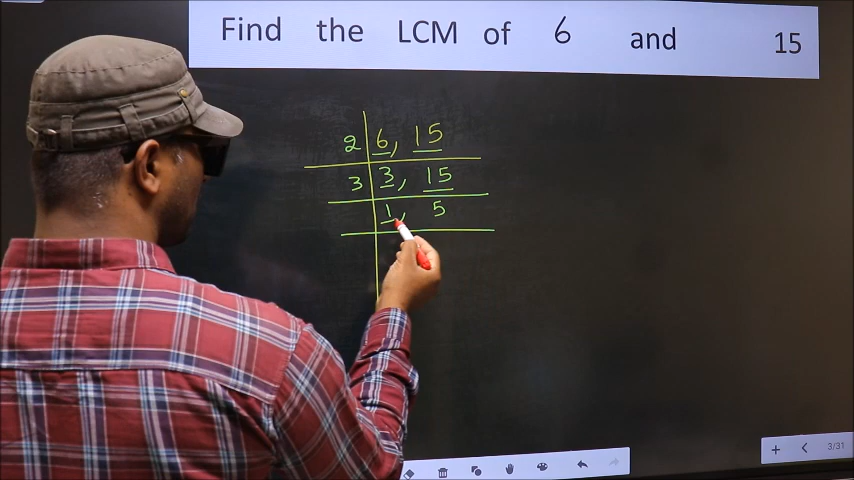 Find the LCM of 6 and 15
2 6, 15
3 3, 15
1, 5
3/31